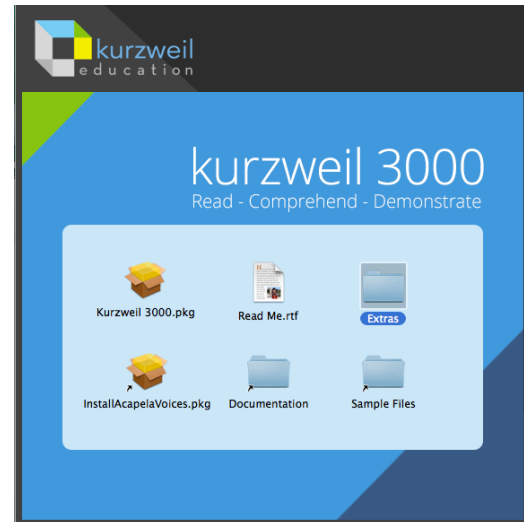 kurzweil
education
kurzweil 3000
Read - Comprehend - Demonstrate
Kurzweil 3000.pkg
Read Me.rtf
Extras
InstallAcapelaVoices.pkg
Documentation
Sample Files